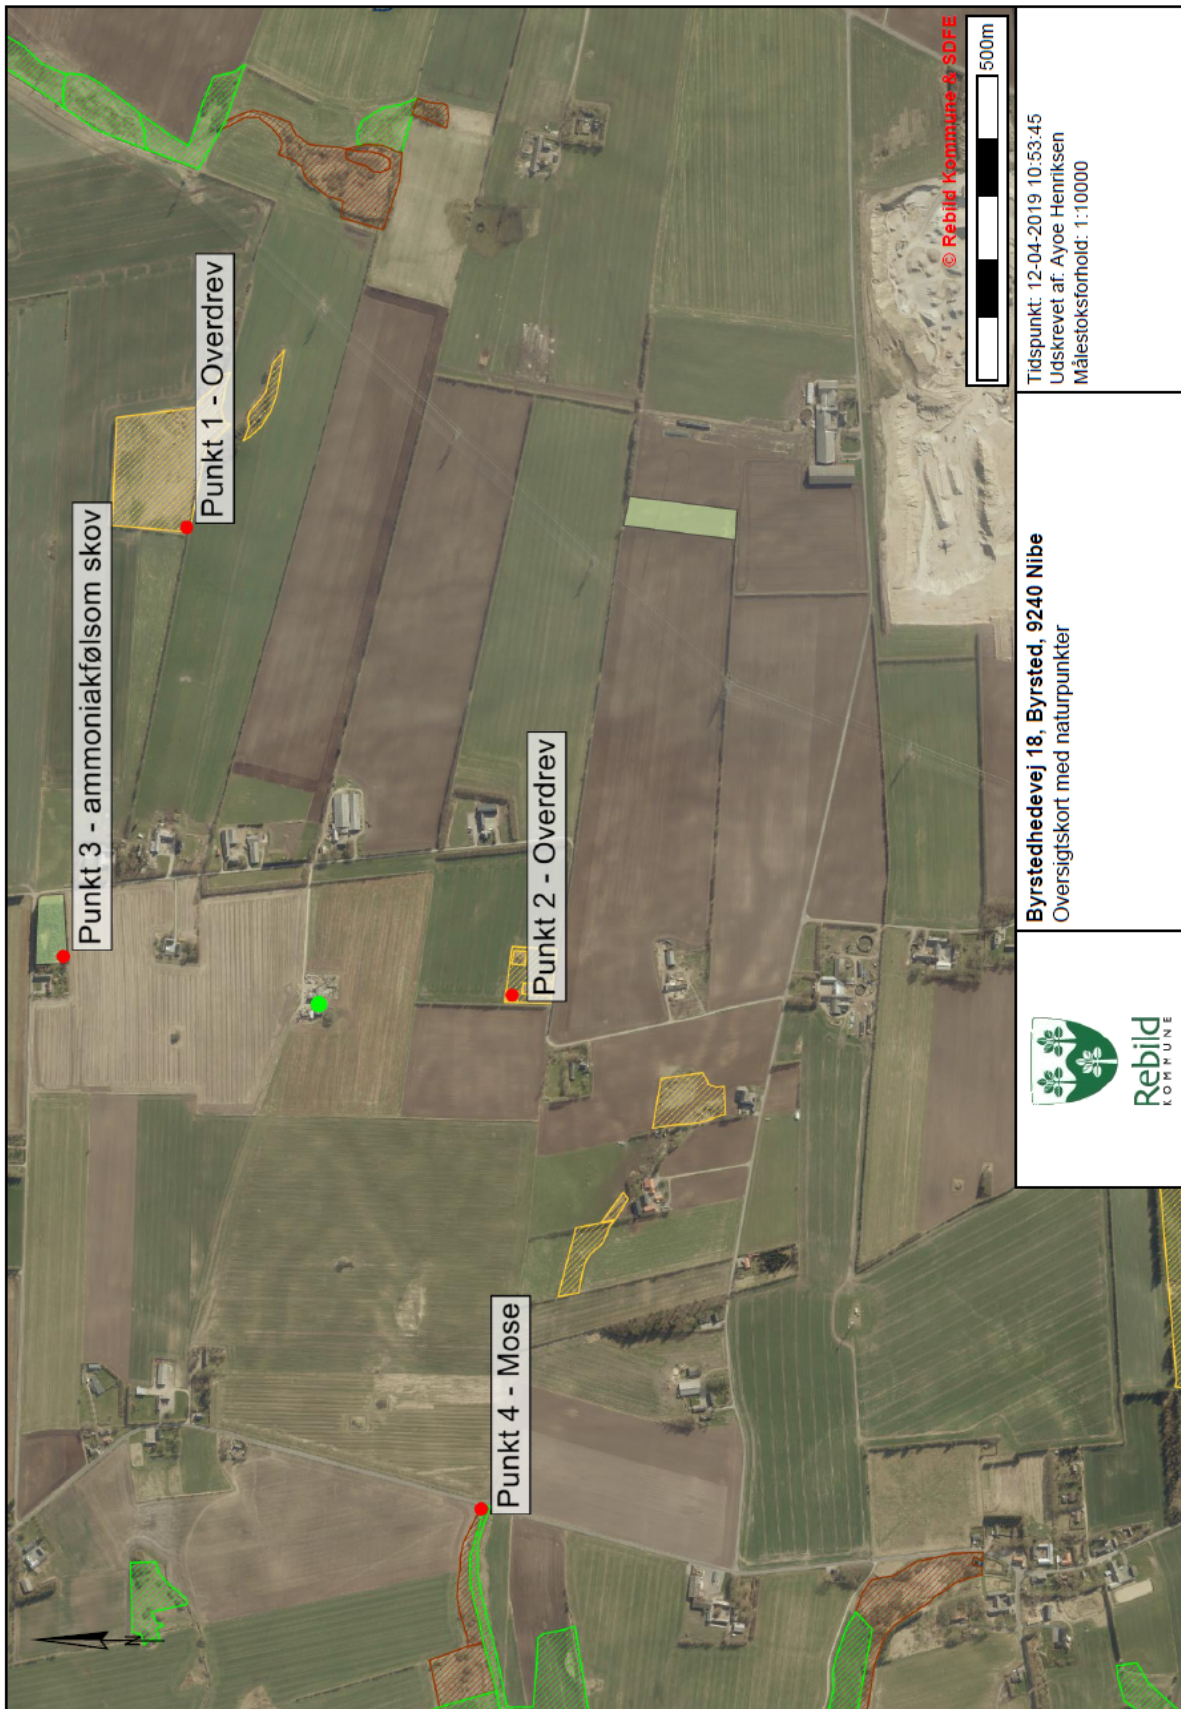 Punkt 3 - ammoniakfølsom skov
Punkt 1 - Overdrev
Punkt 2 - Overdrev
Punkt 4 - Mose
N
© Rebild Kommune & SDFE
500m
Rebild
KOMMUNE
Byrstedhedevej 18, Byrsted, 9240 Nibe
Oversigtskort med naturpunkter
Tidspunkt: 12-04-2019 10:53:45
Udskrevet af: Ayoe Henriksen
Målestoksforhold: 1:10000